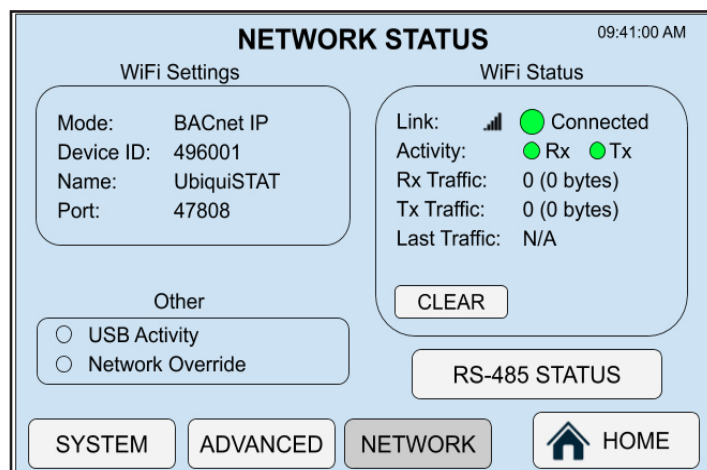 NETWORK STATUS
09:41:00 AM
WiFi Settings
Mode: BACnet IP
Device ID: 496001
Name: UbiquiSTAT
Port: 47808
WiFi Status
Link: Connected
Activity: Rx Tx
Rx Traffic: 0 (0 bytes)
Tx Traffic: 0 (0 bytes)
Last Traffic: N/A
CLEAR
Other
USB Activity
Network Override
RS-485 STATUS
SYSTEM
ADVANCED
NETWORK
HOME